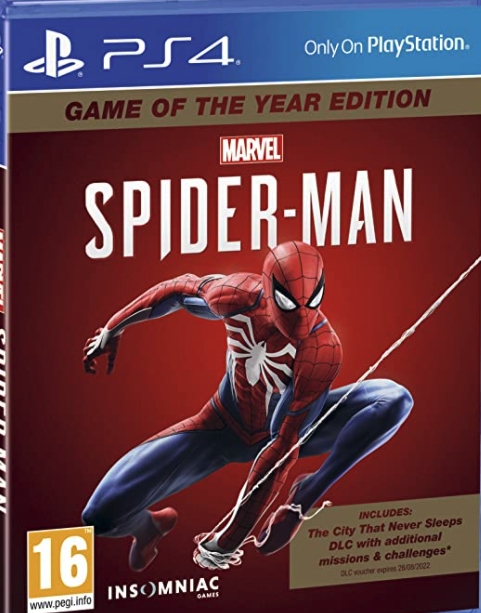 PS4
Only On PlayStation®
GAME OF THE YEAR EDITION
MARVEL
SPIDER-MAN
INCLUDES:
The City That Never Sleeps
DLC with additional
missions & challenges*
DLC voucher expires 28/08/2022
16
www.pegi.info
INSOMNIAC
GAMES
MARVEL SPIDER-MAN